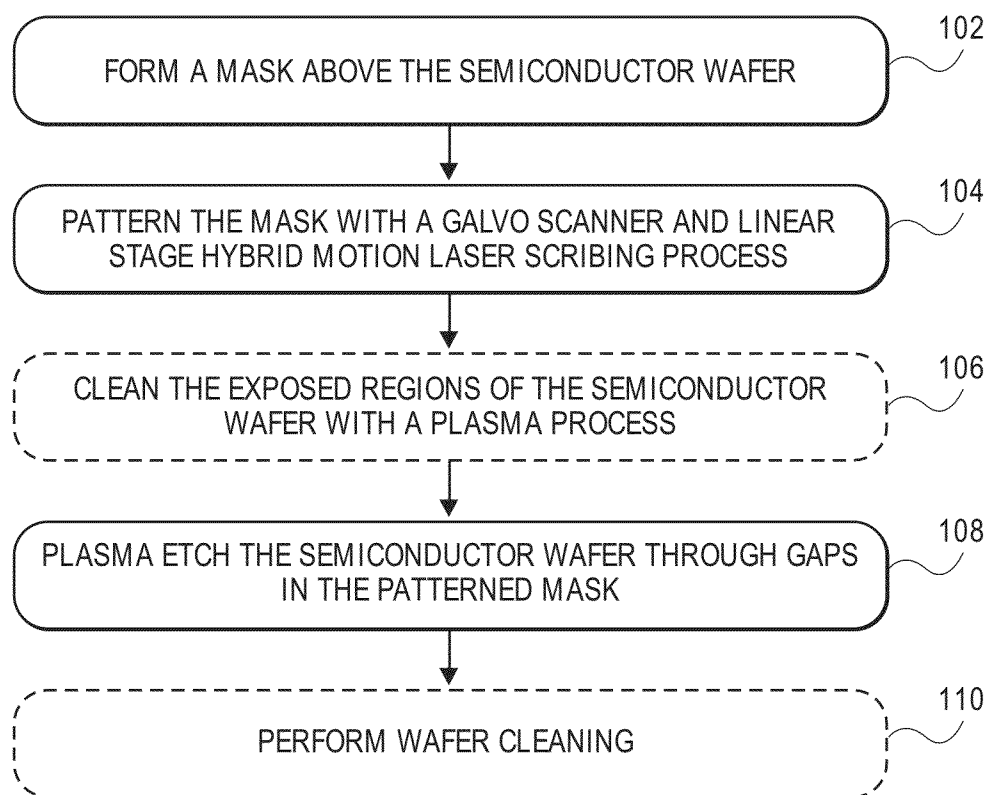 102
FORM A MASK ABOVE THE SEMICONDUCTOR WAFER
104
PATTERN THE MASK WITH A GALVO SCANNER AND LINEAR
STAGE HYBRID MOTION LASER SCRIBING PROCESS
106
CLEAN THE EXPOSED REGIONS OF THE SEMICONDUCTOR
WAFER WITH A PLASMA PROCESS
108
PLASMA ETCH THE SEMICONDUCTOR WAFER THROUGH GAPS
IN THE PATTERNED MASK
110
PERFORM WAFER CLEANING